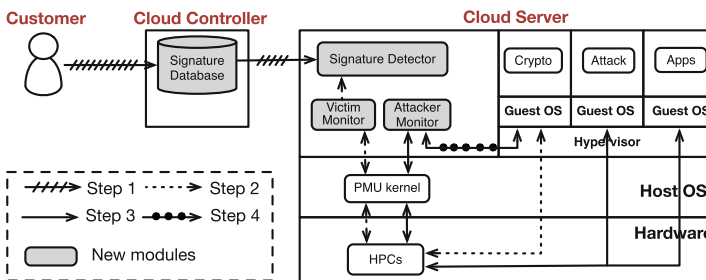 Customer
Cloud Controller
Cloud Server
Signature
Database
Signature Detector
Crypto
Attack
Apps
Victim
Monitor
Attacker
Monitor
Guest OS
Guest OS
Guest OS
Hypervisor
Step 1
Step 2
PMU kernel
Host OS
Step 3
Step 4
Hardware
New modules
HPCs